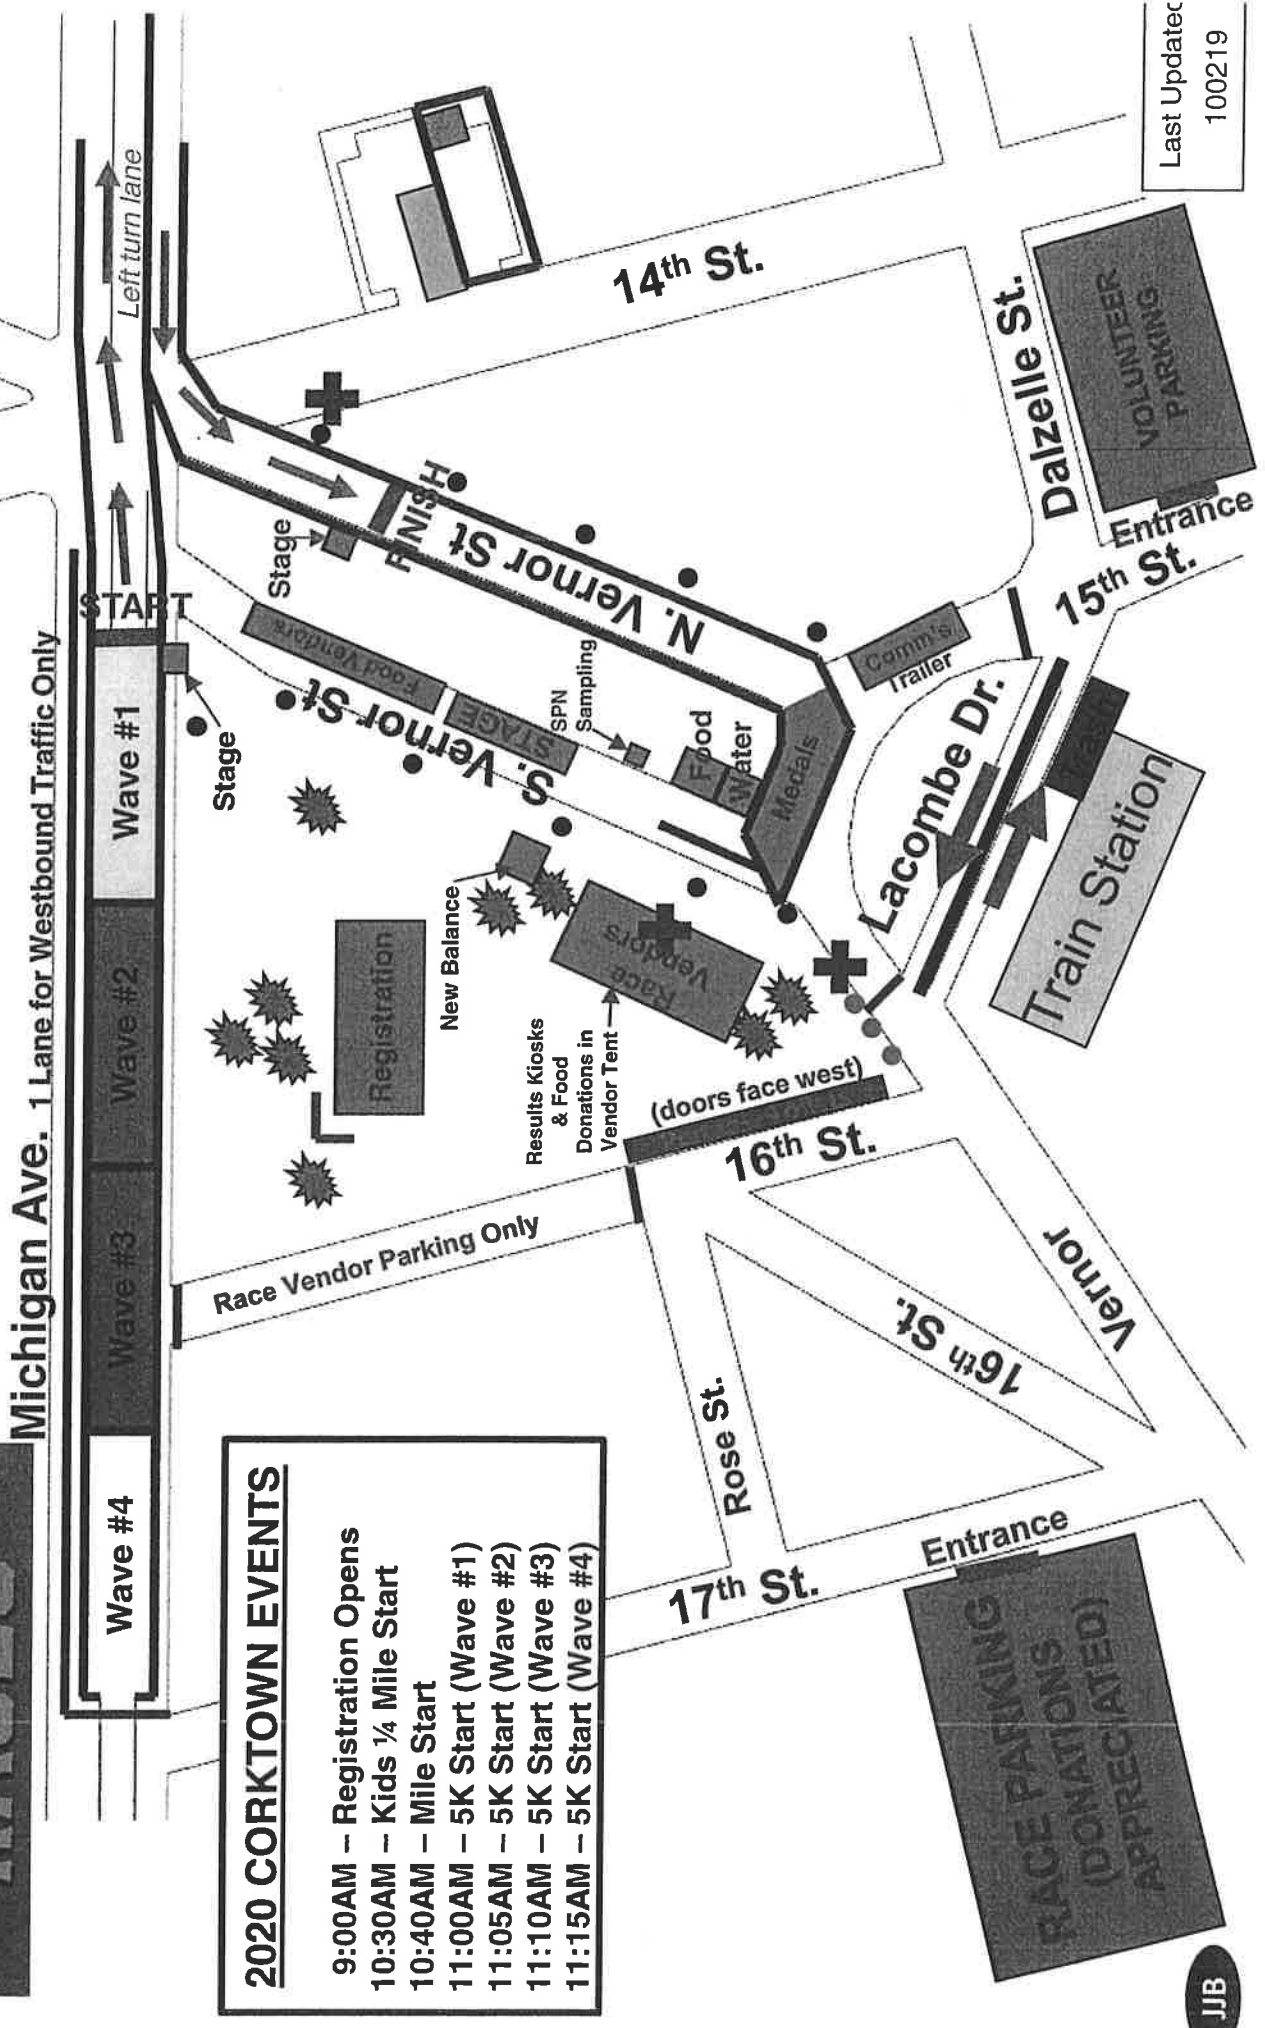 Michigan Ave. 1 Lane for Westbound Traffic Only
Wave #4
Wave #3
Wave #2
Wave #1
START
Left turn lane
Stage
Stage
FINISH
N. Vernor St
14th St.
Food Vendors
S. Vernor St
STAGE
SPN
Sampling
Food
Water
Medals
New Balance
Registration
Race
Vendors
Results Kiosks
& Food
Donations in
Vendor Tent
(doors face west)
16th St.
Race Vendor Parking Only
Comm's
Trailer
Lacombe Dr.
Dalzelle St.
VOLUNTEER
PARKING
Entrance
15th St.
Trash
Train Station
Rose St.
16th St.
Vernor
17th St.
Entrance
RACE PARKING
(DONATIONS
APPRECIATED)
2020 CORKTOWN EVENTS
9:00AM – Registration Opens
10:30AM – Kids ¼ Mile Start
10:40AM – Mile Start
11:00AM – 5K Start (Wave #1)
11:05AM – 5K Start (Wave #2)
11:10AM – 5K Start (Wave #3)
11:15AM – 5K Start (Wave #4)
JJB
Last Updated
100219